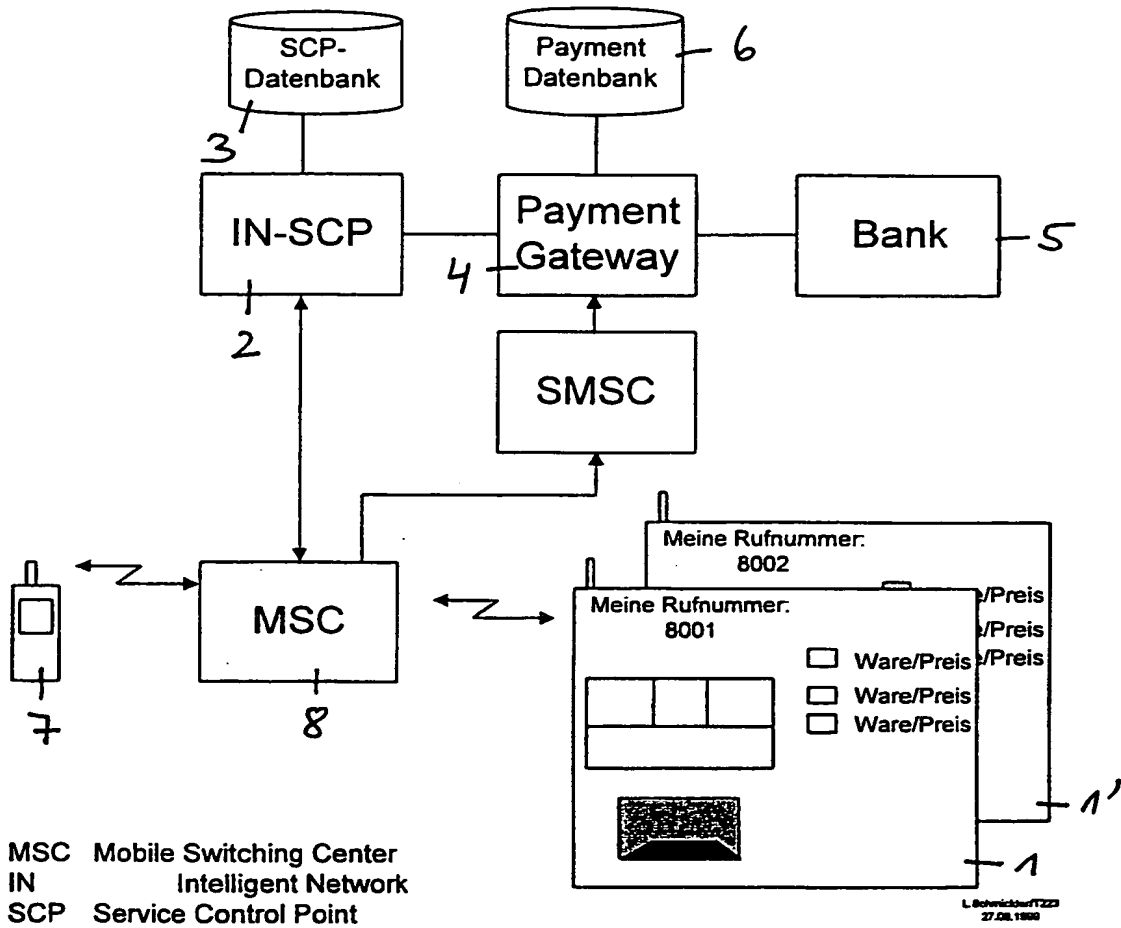 SCP-
Datenbank
Payment
Datenbank
6
3
IN-SCP
Payment
Gateway
4
Bank
5
2
SMSC
Meine Rufnummer:
8002
e/Preis
e/Preis
e/Preis
MSC
Meine Rufnummer:
8001
Ware/Preis
Ware/Preis
Ware/Preis
7
8
1'
1
MSC Mobile Switching Center
IN Intelligent Network
SCP Service Control Point